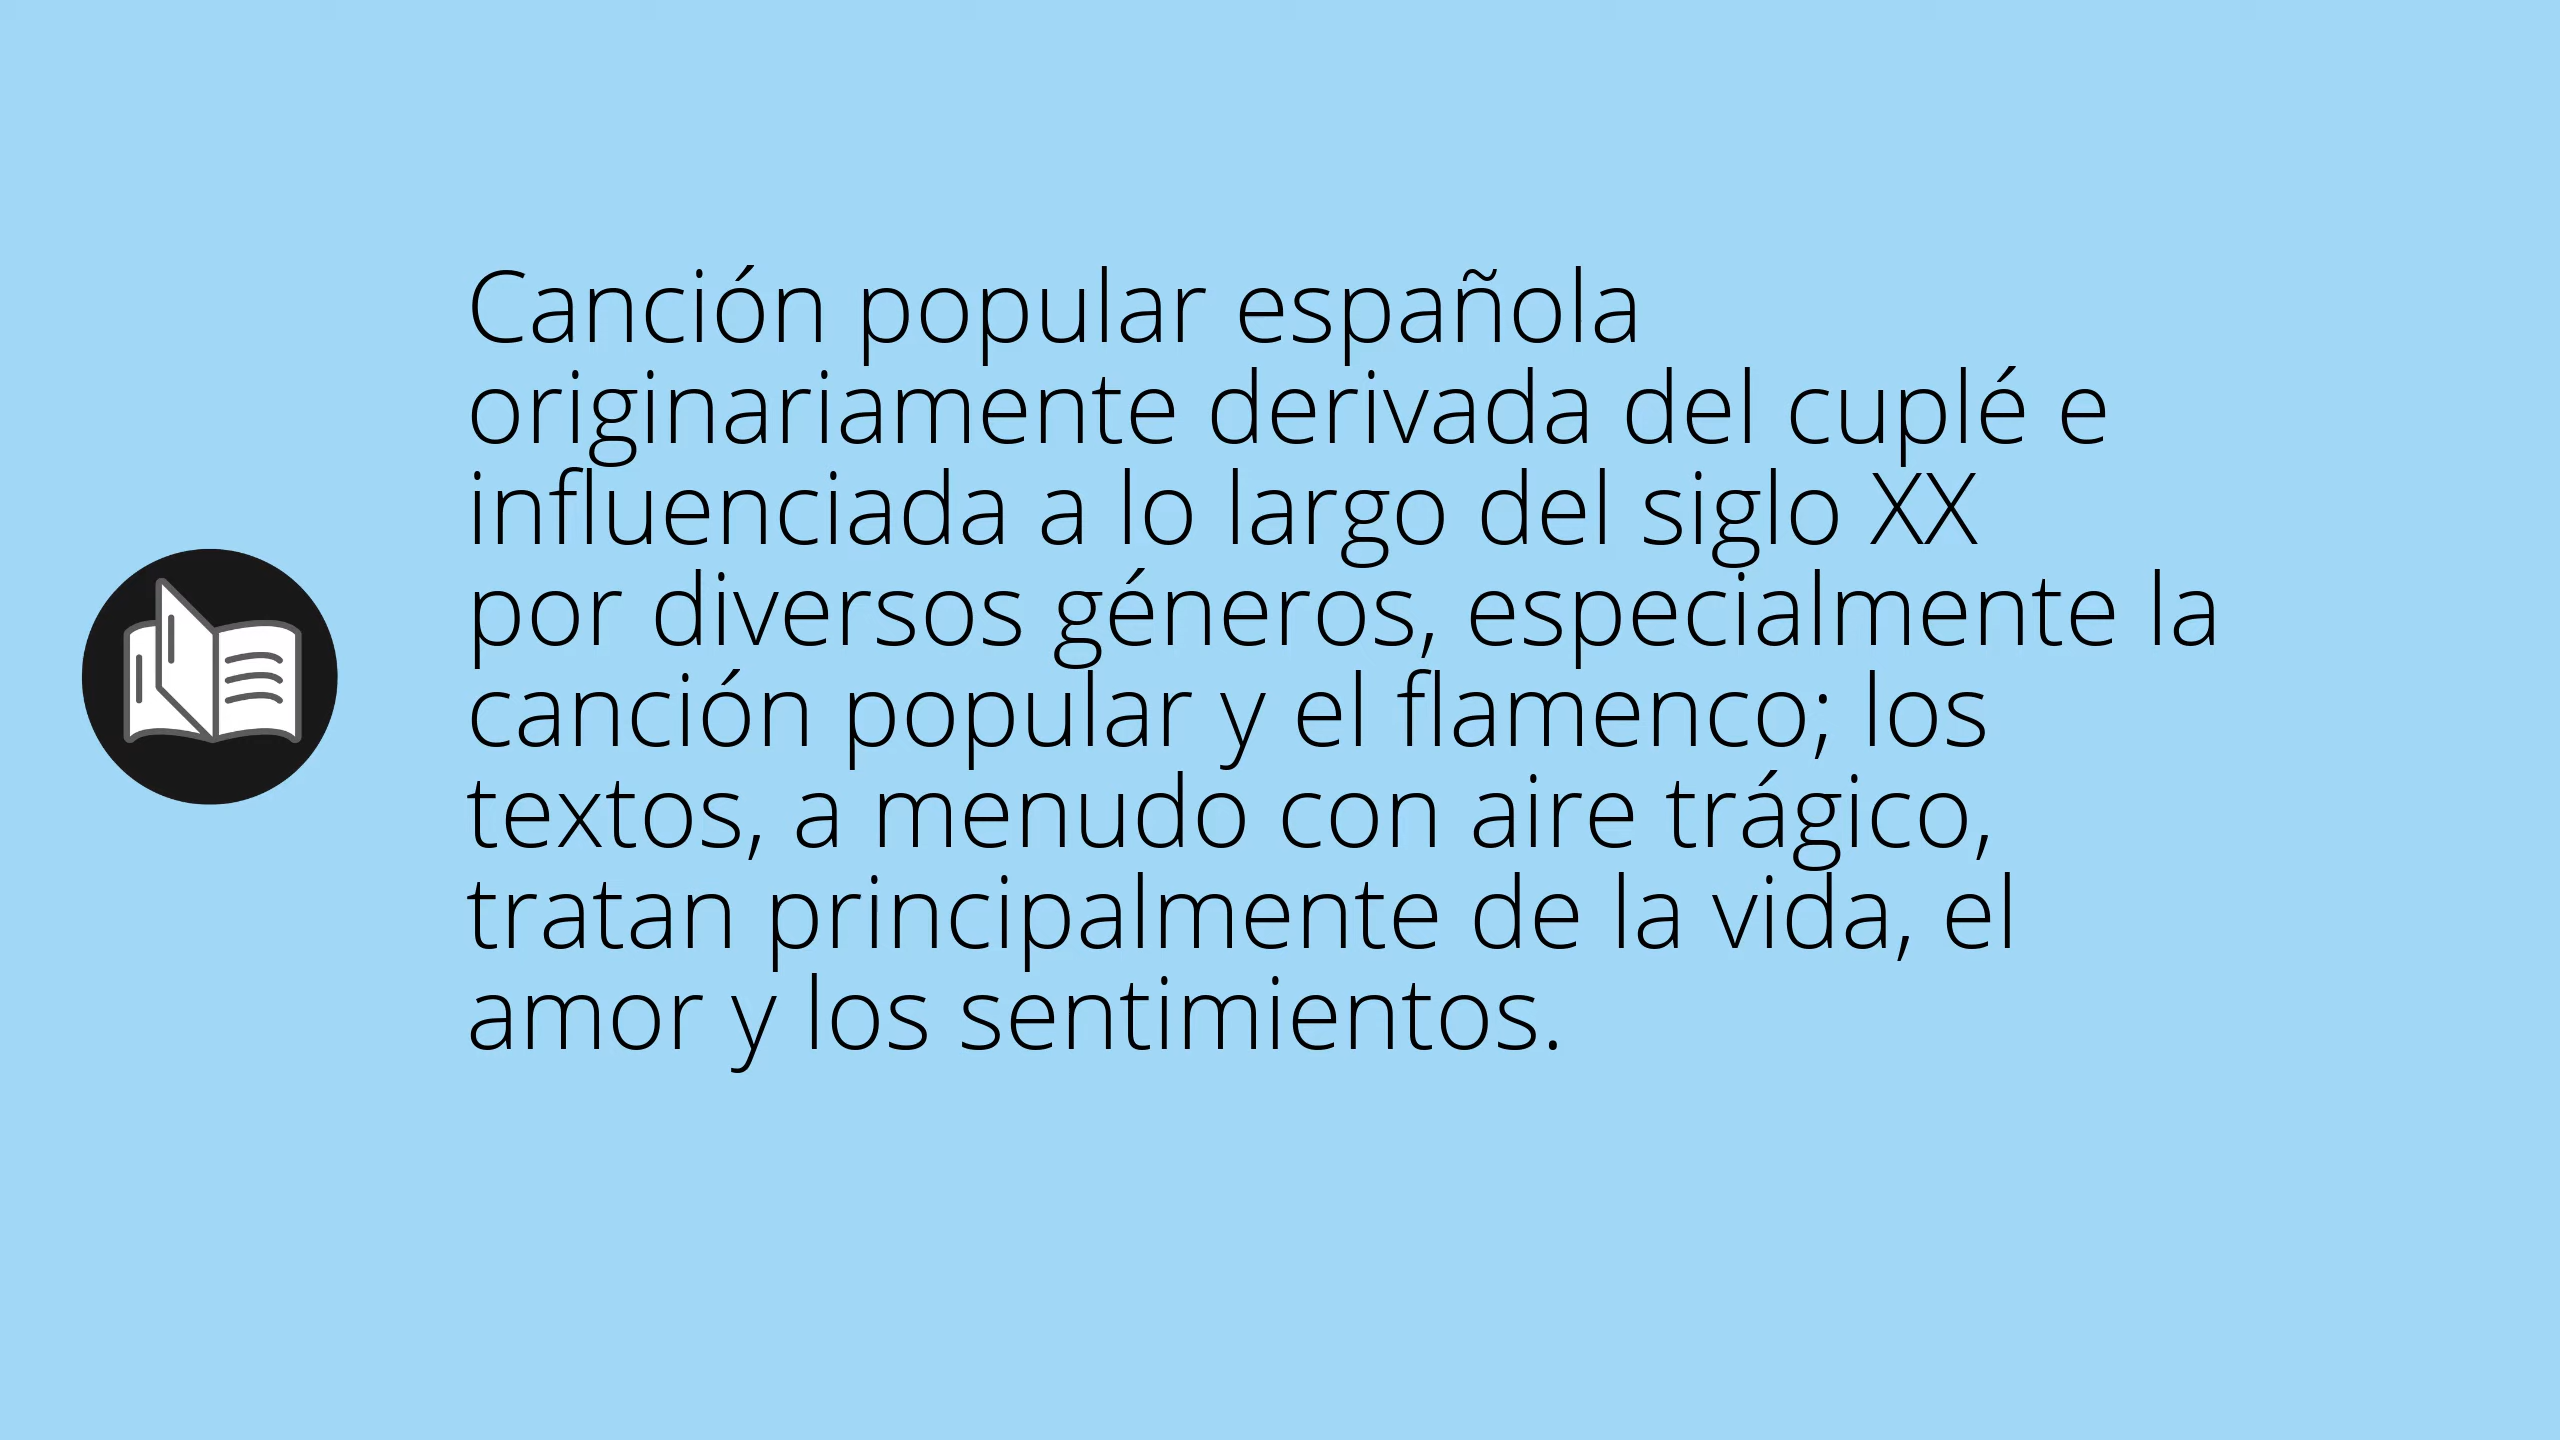 Canción popular española
originariamente derivada del cuplé e
influenciada a lo largo del siglo XX
por diversos géneros, especialmente la
canción popular y el flamenco; los
textos, a menudo con aire trágico,
tratan principalmente de la vida, el
amor y los sentimientos.